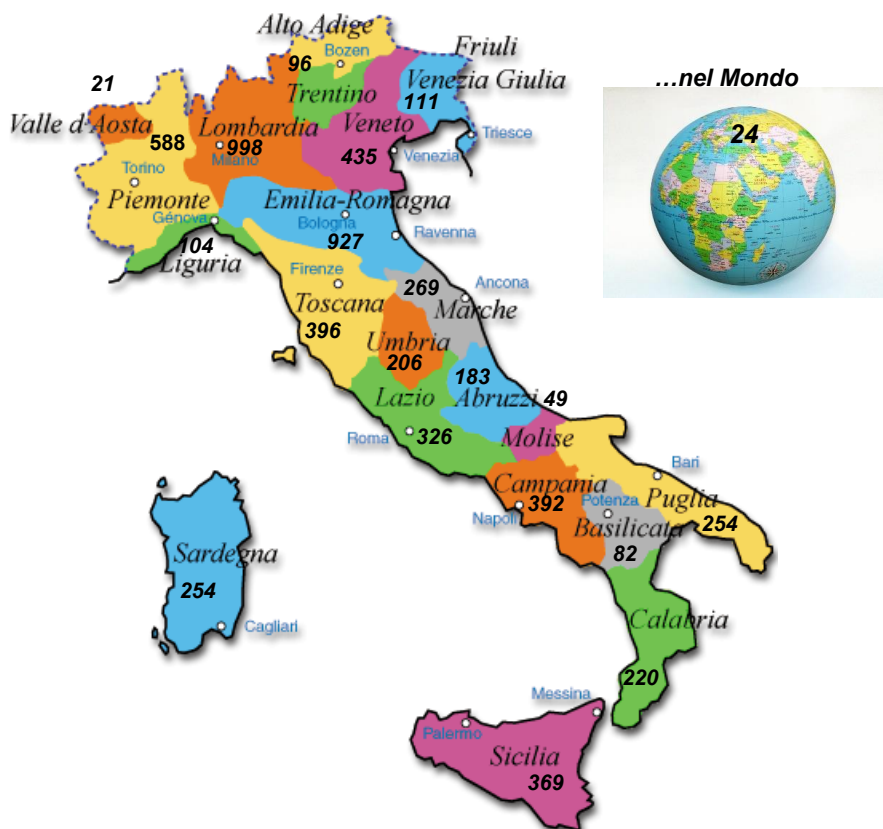 Alto Adige
Bozen
Friuli
21
96
...nel Mondo
Trentino
Venezia Giulia
111
Valle d'Aosta
588
Lombardia
998
Veneto
24
Triesce
Milano
435
Venezia
Torino
Piemonte
Emilia-Romagna
Génova
Bologna
927
Ravenna
104
Liguria
Firenze
269
Ancona
Toscana
Marche
396
Umbria
206
183
Lazio
Abruzzi
49
Roma
326
Molise
Bari
Campania
392
Napoli
Potenza
Puglia
254
Basilicata
82
Sardegna
254
Cagliari
Calabria
220
Messina
Palermo
Sicilia
369